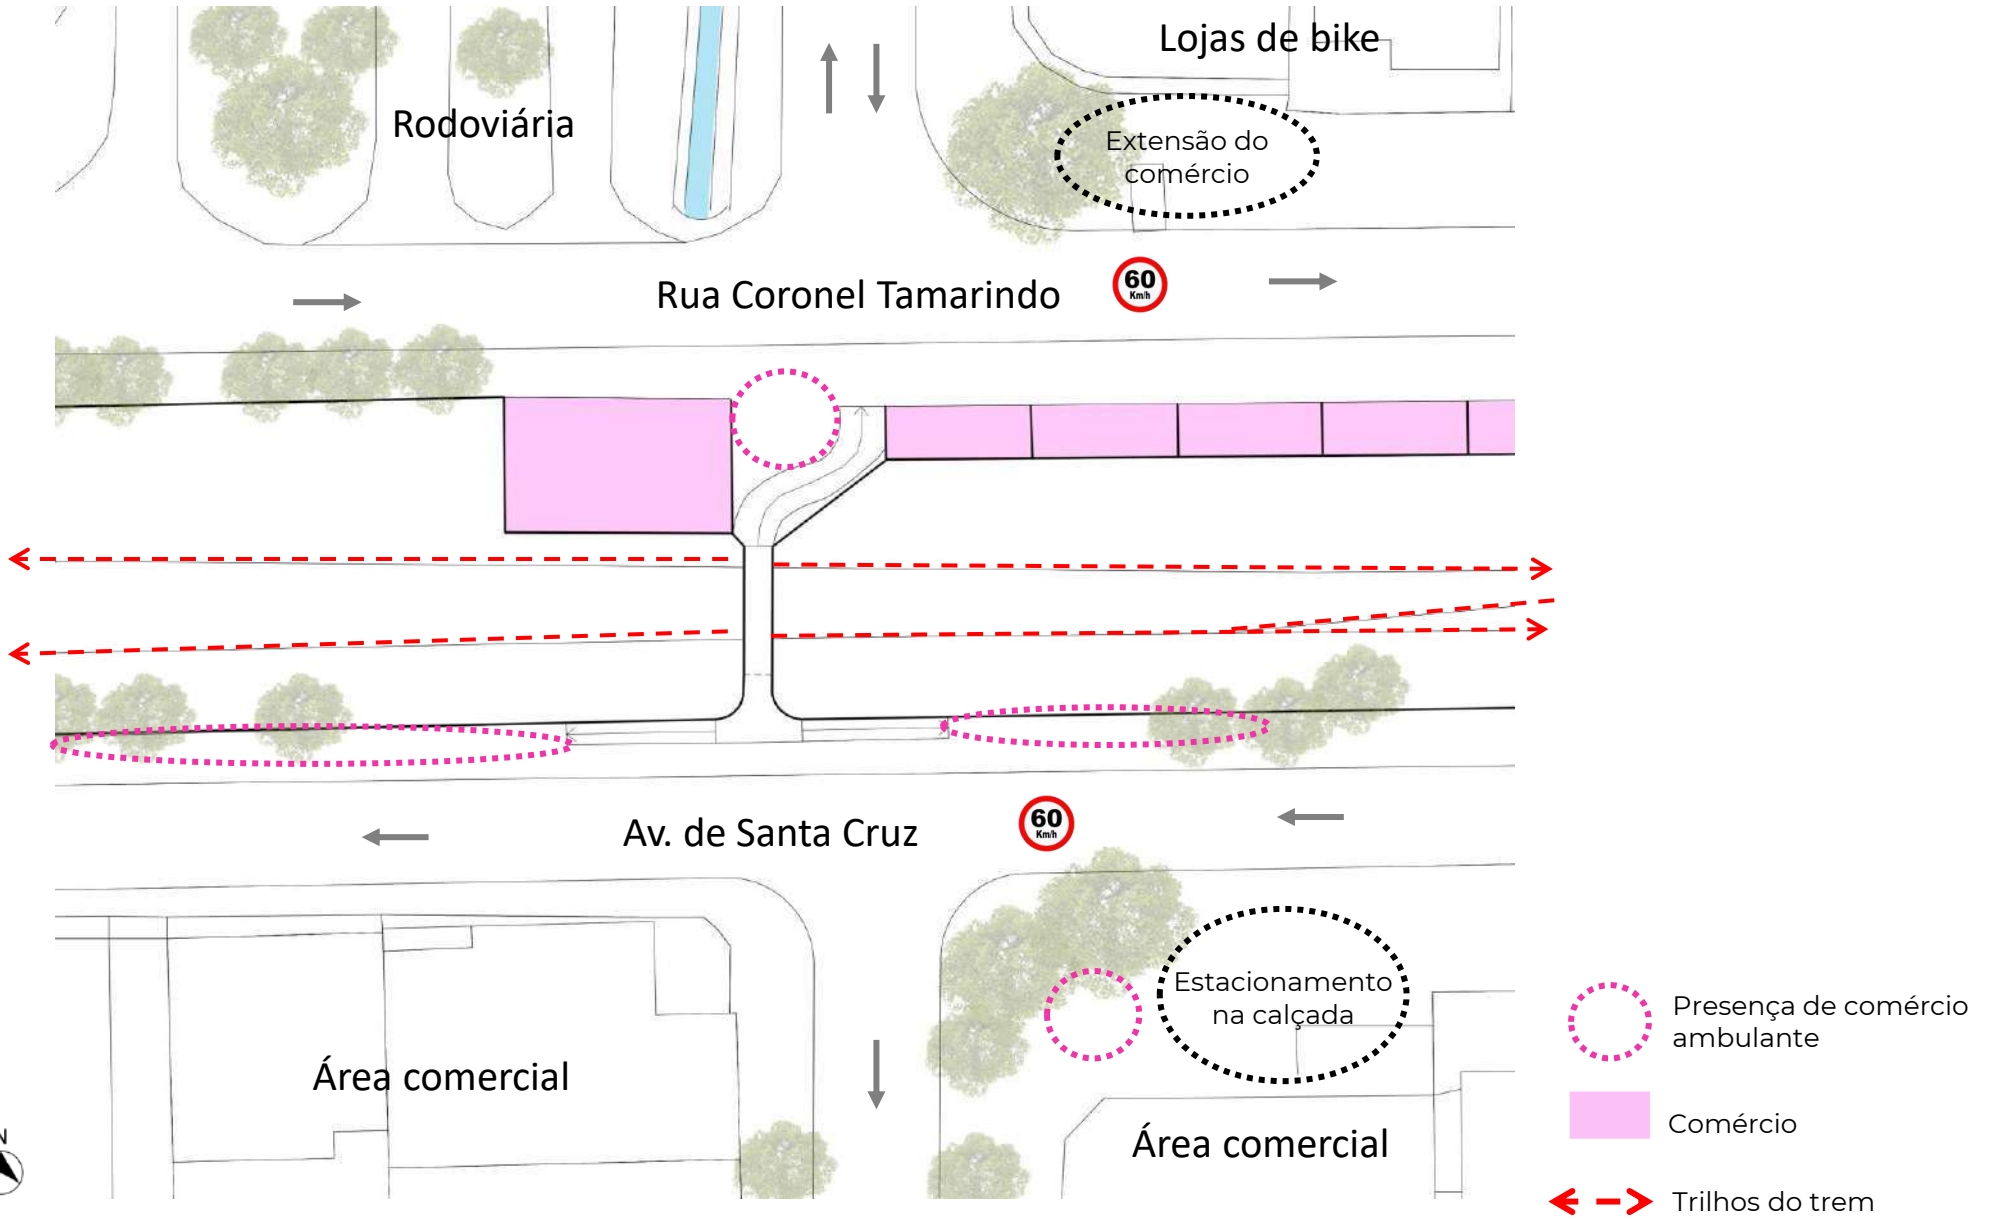 Lojas de bike
Rodoviária
Extensão do
comércio
Rua Coronel Tamarindo
60
Km/h
Av. de Santa Cruz
60
Km/h
Estacionamento
na calçada
Área comercial
Área comercial
N
Presença de comércio
ambulante
Comércio
Trilhos do trem